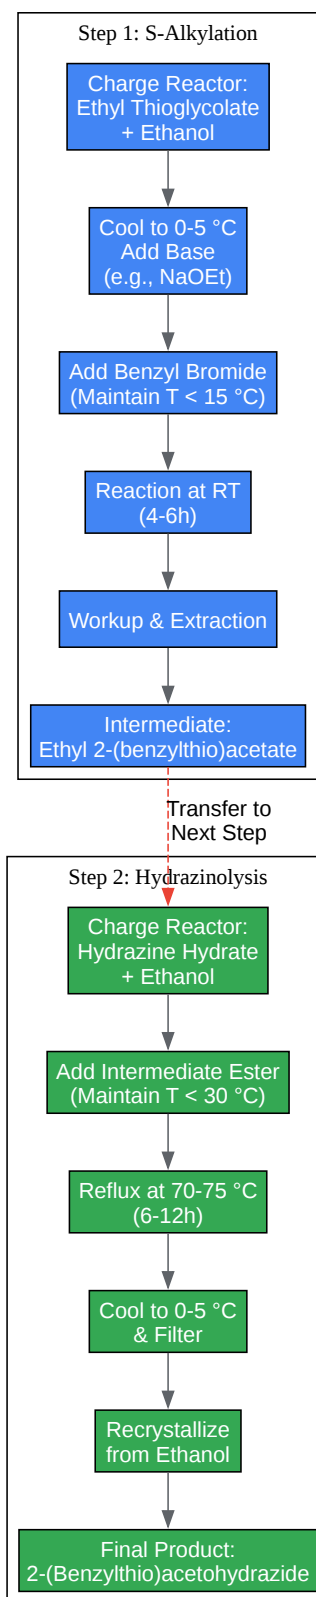 Step 1: S-Alkylation
Charge Reactor:
Ethyl Thioglycolate
+ Ethanol
Cool to 0-5 °C
Add Base
(e.g., NaOEt)
Add Benzyl Bromide
(Maintain T < 15 °C)
Reaction at RT
(4-6h)
Workup & Extraction
Intermediate:
Ethyl 2-(benzylthio)acetate
Transfer to
Next Step
Step 2: Hydrazinolysis
Charge Reactor:
Hydrazine Hydrate
+ Ethanol
Add Intermediate Ester
(Maintain T < 30 °C)
Reflux at 70-75 °C
(6-12h)
Cool to 0-5 °C
& Filter
Recrystallize
from Ethanol
Final Product:
2-(Benzylthio)acetohydrazide